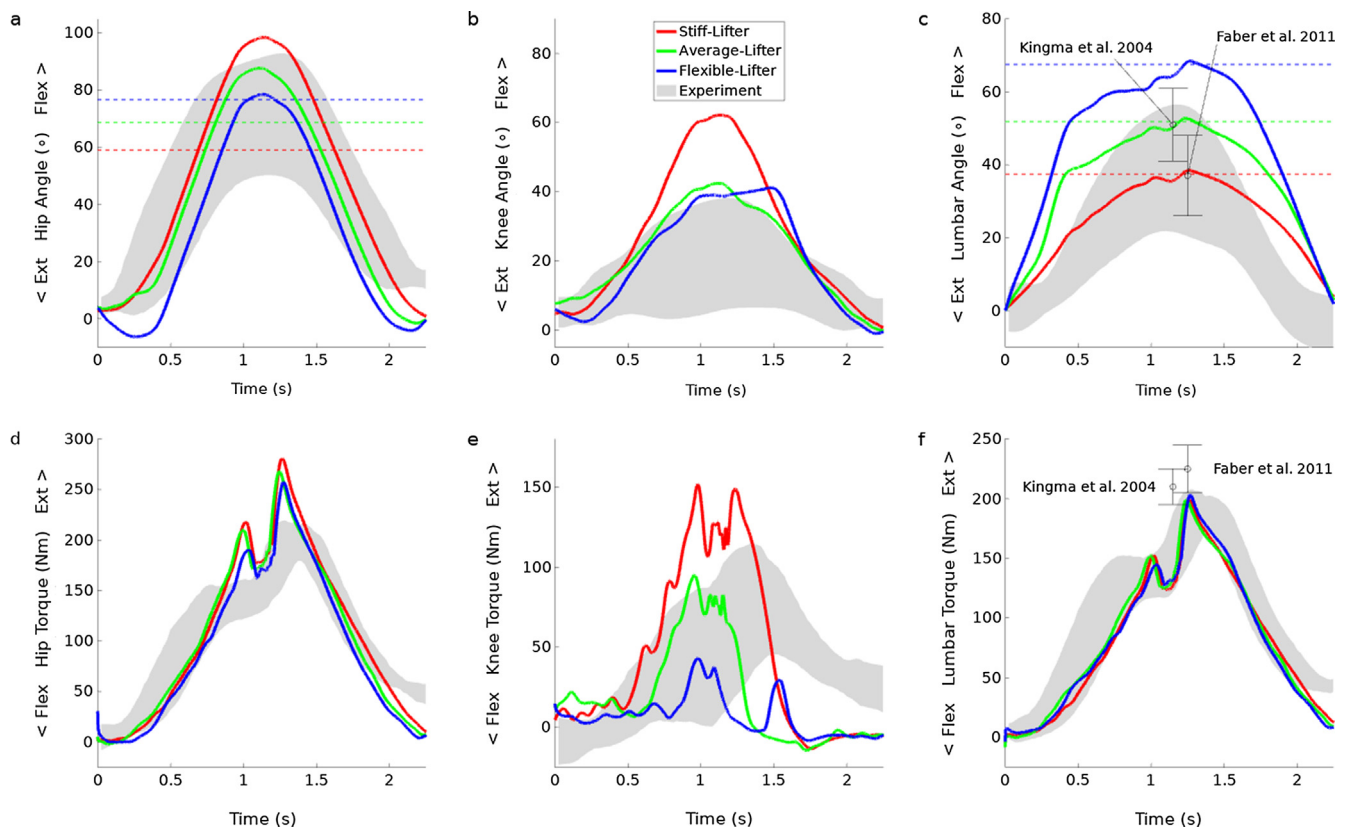 a
100
80
60
40
20
0
< Ext Hip Angle (∘) Flex >
0 0.5 1 1.5 2
Time (s)
b
80
60
40
20
0
< Ext Knee Angle (∘) Flex >
0 0.5 1 1.5 2
Time (s)
Stiff-Lifter
Average-Lifter
Flexible-Lifter
Experiment
c
80
60
40
20
0
< Ext Lumbar Angle (∘) Flex >
Kingma et al. 2004
Faber et al. 2011
0 0.5 1 1.5 2
Time (s)
d
300
250
200
150
100
50
0
< Flex Hip Torque (Nm) Ext >
0 0.5 1 1.5 2
Time (s)
e
150
100
50
0
< Flex Knee Torque (Nm) Ext >
0 0.5 1 1.5 2
Time (s)
f
250
200
150
100
50
0
< Flex Lumbar Torque (Nm) Ext >
Kingma et al. 2004
Faber et al. 2011
0 0.5 1 1.5 2
Time (s)